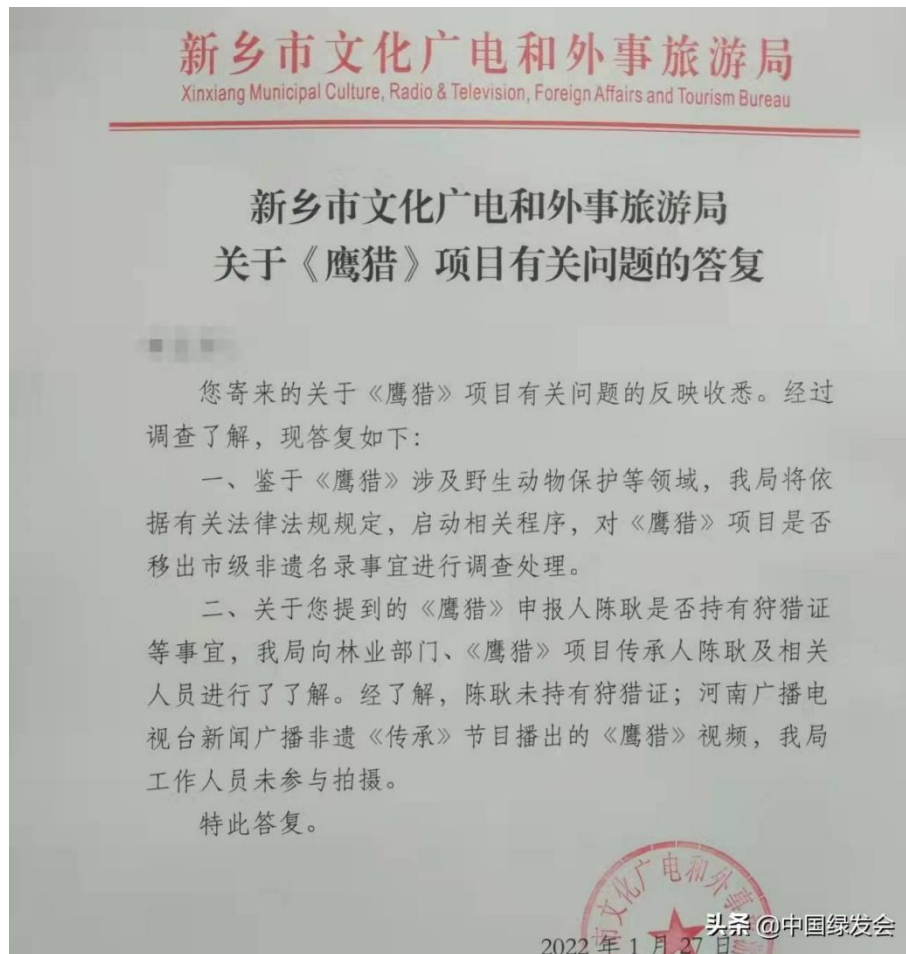 新乡市文化广电和外事旅游局
Xinxiang Municipal Culture, Radio & Television, Foreign Affairs and Tourism Bureau
新乡市文化广电和外事旅游局
关于《鹰猎》项目有关问题的答复
您寄来的关于《鹰猎》项目有关问题的反映收悉。经过
调查了解，现答复如下：
一、鉴于《鹰猎》涉及野生动物保护等领域，我局将依
据有关法律法规规定，启动相关程序，对《鹰猎》项目是否
移出市级非遗名录事宜进行调查处理。
二、关于您提到的《鹰猎》申报人陈耿是否持有狩猎证
等事宜，我局向林业部门、《鹰猎》项目传承人陈耿及相关
人员进行了了解。经了解，陈耿未持有狩猎证；河南广播电
视台新闻广播非遗《传承》节目播出的《鹰猎》视频，我局
工作人员未参与拍摄。
特此答复。
市文化广电和外事
2022年1月27日
头条 @中国绿发会